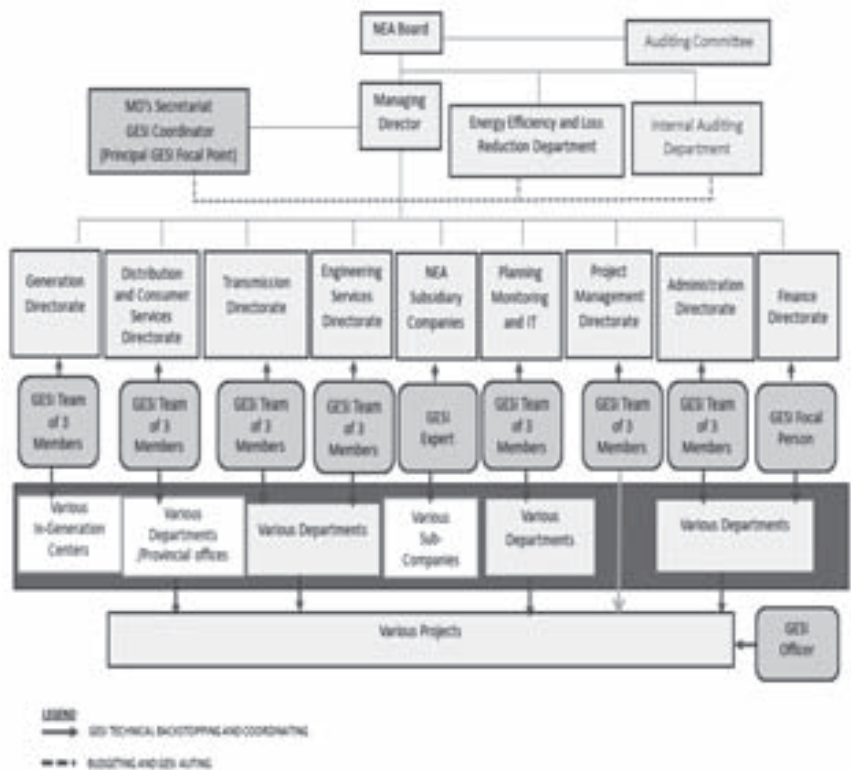 NEA Board
Auditing Committee
MD's Secretariat
GESI Coordinator
(Principal GESI Focal Point)
Managing
Director
Energy Efficiency and Loss
Reduction Department
Internal Auditing
Department
Generation
Directorate
Distribution
and Consumer
Services
Directorate
Transmission
Directorate
Engineering
Services
Directorate
NEA
Subsidiary
Companies
Planning
Monitoring
and IT
Project
Management
Directorate
Administration
Directorate
Finance
Directorate
GESI Team
of 3
Members
GESI Team
of 3
Members
GESI Team
of 3
Members
GESI Team
of 3
Members
GESI
Expert
GESI Team
of 3
Members
GESI Team
of 3
Members
GESI Team
of 3
Members
GESI Focal
Person
Various
In-Generation
Centers
Various
Departments
/Provincial offices
Various Departments
Various
Sub-
Companies
Various
Departments
Various Departments
Various Projects
GESI
Officer
LEGEND
GESI TECHNICAL BACKSTOPPING AND COORDINATING
BUDGETING AND GESI AUTING